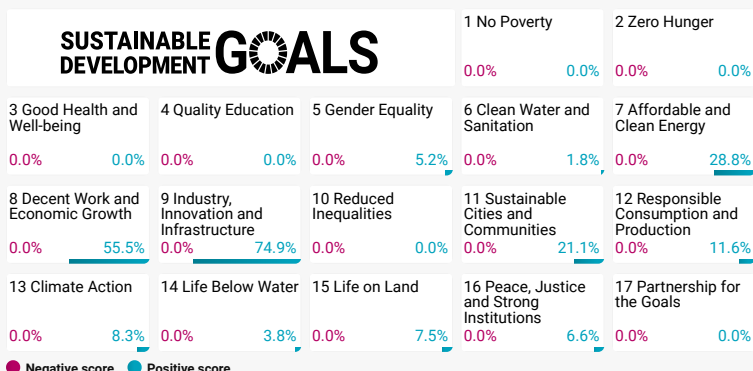 SUSTAINABLE
DEVELOPMENT
GOALS
1 No Poverty
0.0% 0.0%
2 Zero Hunger
0.0% 0.0%
3 Good Health and
Well-being
0.0% 0.0%
4 Quality Education
0.0% 0.0%
5 Gender Equality
0.0% 5.2%
6 Clean Water and
Sanitation
0.0% 1.8%
7 Affordable and
Clean Energy
0.0% 28.8%
8 Decent Work and
Economic Growth
0.0% 55.5%
9 Industry,
Innovation and
Infrastructure
0.0% 74.9%
10 Reduced
Inequalities
0.0% 0.0%
11 Sustainable
Cities and
Communities
0.0% 21.1%
12 Responsible
Consumption and
Production
0.0% 11.6%
13 Climate Action
0.0% 8.3%
14 Life Below Water
0.0% 3.8%
15 Life on Land
0.0% 7.5%
16 Peace, Justice
and Strong
Institutions
0.0% 6.6%
17 Partnership for
the Goals
0.0% 0.0%
Negative score Positive score